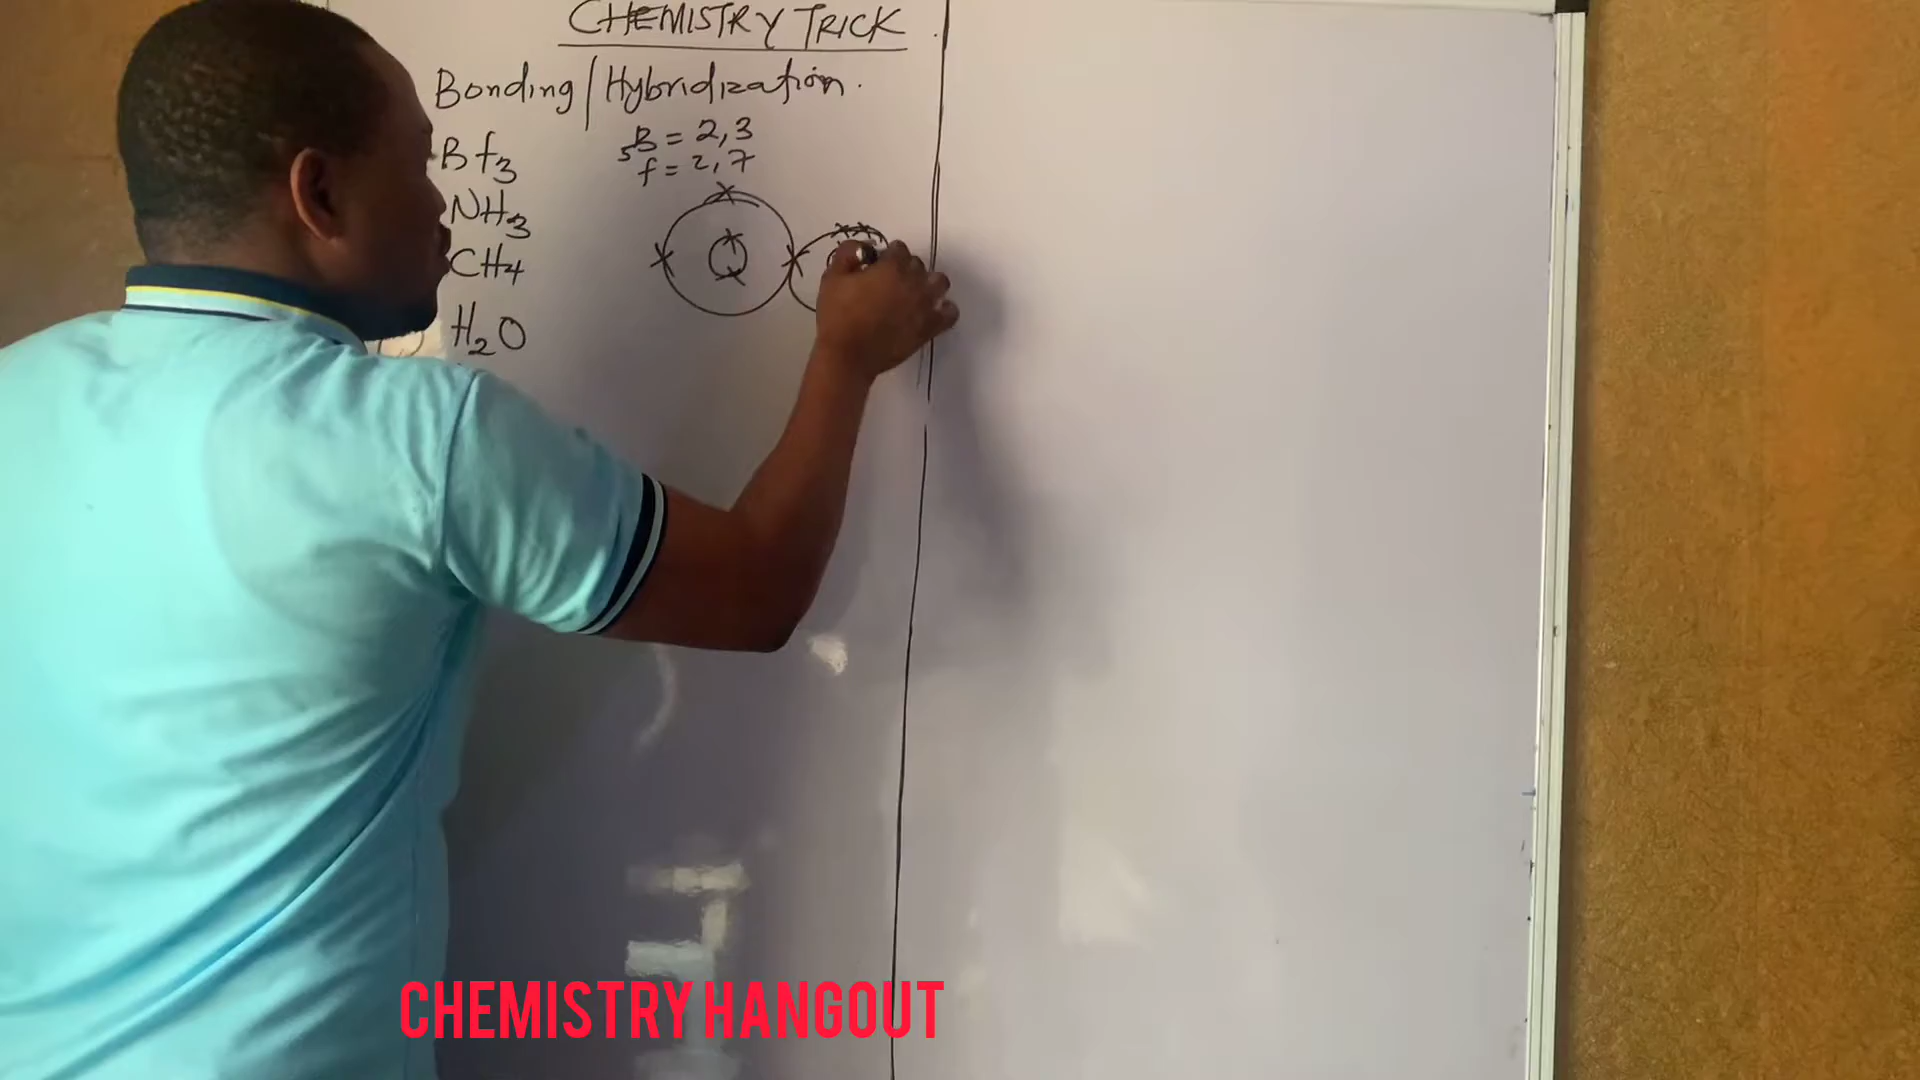 CHEMISTRY TRICK.
Bonding/Hybridization.
Bf3
NH3
CH4
H2O
5B = 2,3
f = 2,7
CHEMISTRY HANGOUT